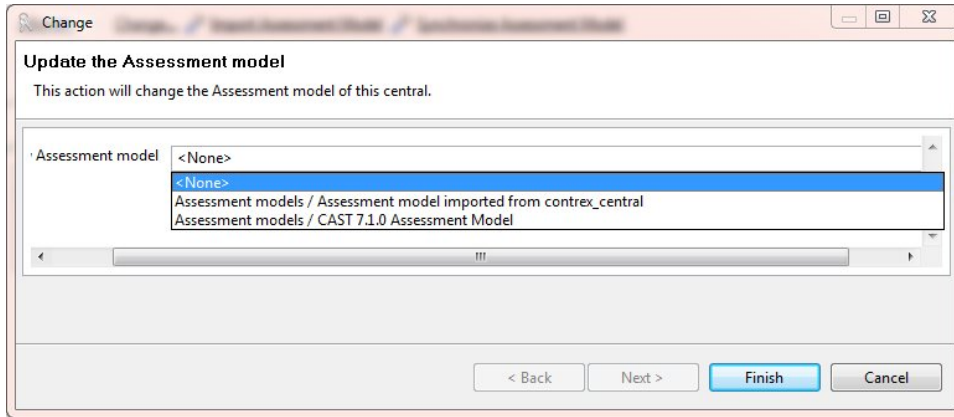 Change
Update the Assessment model
This action will change the Assessment model of this central.
Assessment model
<None>
<None>
Assessment models / Assessment model imported from contrex_central
Assessment models / CAST 7.1.0 Assessment Model
< Back
Next >
Finish
Cancel